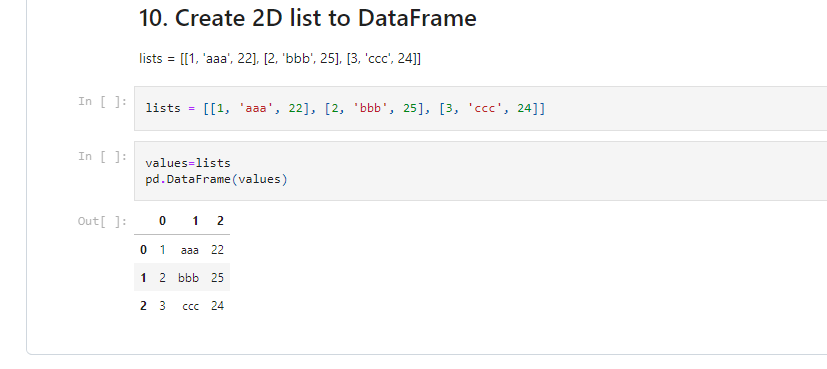 10. Create 2D list to DataFrame
lists = [[1, 'aaa', 22], [2, 'bbb', 25], [3, 'ccc', 24]]
In [ ]: lists = [[1, 'aaa', 22], [2, 'bbb', 25], [3, 'ccc', 24]]
In [ ]: values=lists
pd.DataFrame(values)
Out[ ]: 0 1 2
0 1 aaa 22
1 2 bbb 25
2 3 ccc 24